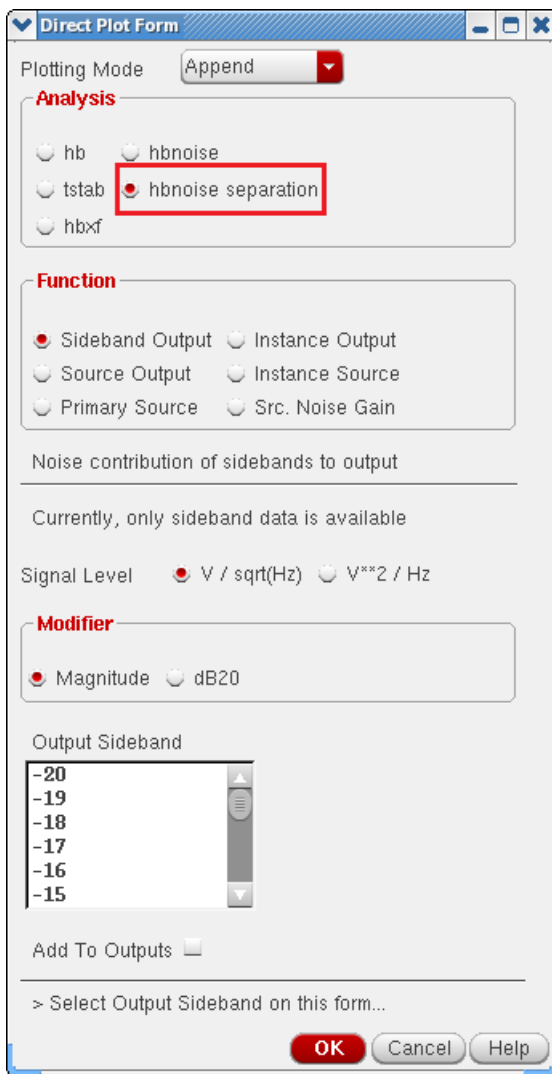 Direct Plot Form
Plotting Mode Append
Analysis
hb hbnoise
tstab hbnoise separation
hbxf
Function
Sideband Output Instance Output
Source Output Instance Source
Primary Source Src. Noise Gain
Noise contribution of sidebands to output
Currently, only sideband data is available
Signal Level V / sqrt(Hz) V**2 / Hz
Modifier
Magnitude dB20
Output Sideband
-20
-19
-18
-17
-16
-15
Add To Outputs
> Select Output Sideband on this form...
OK Cancel Help